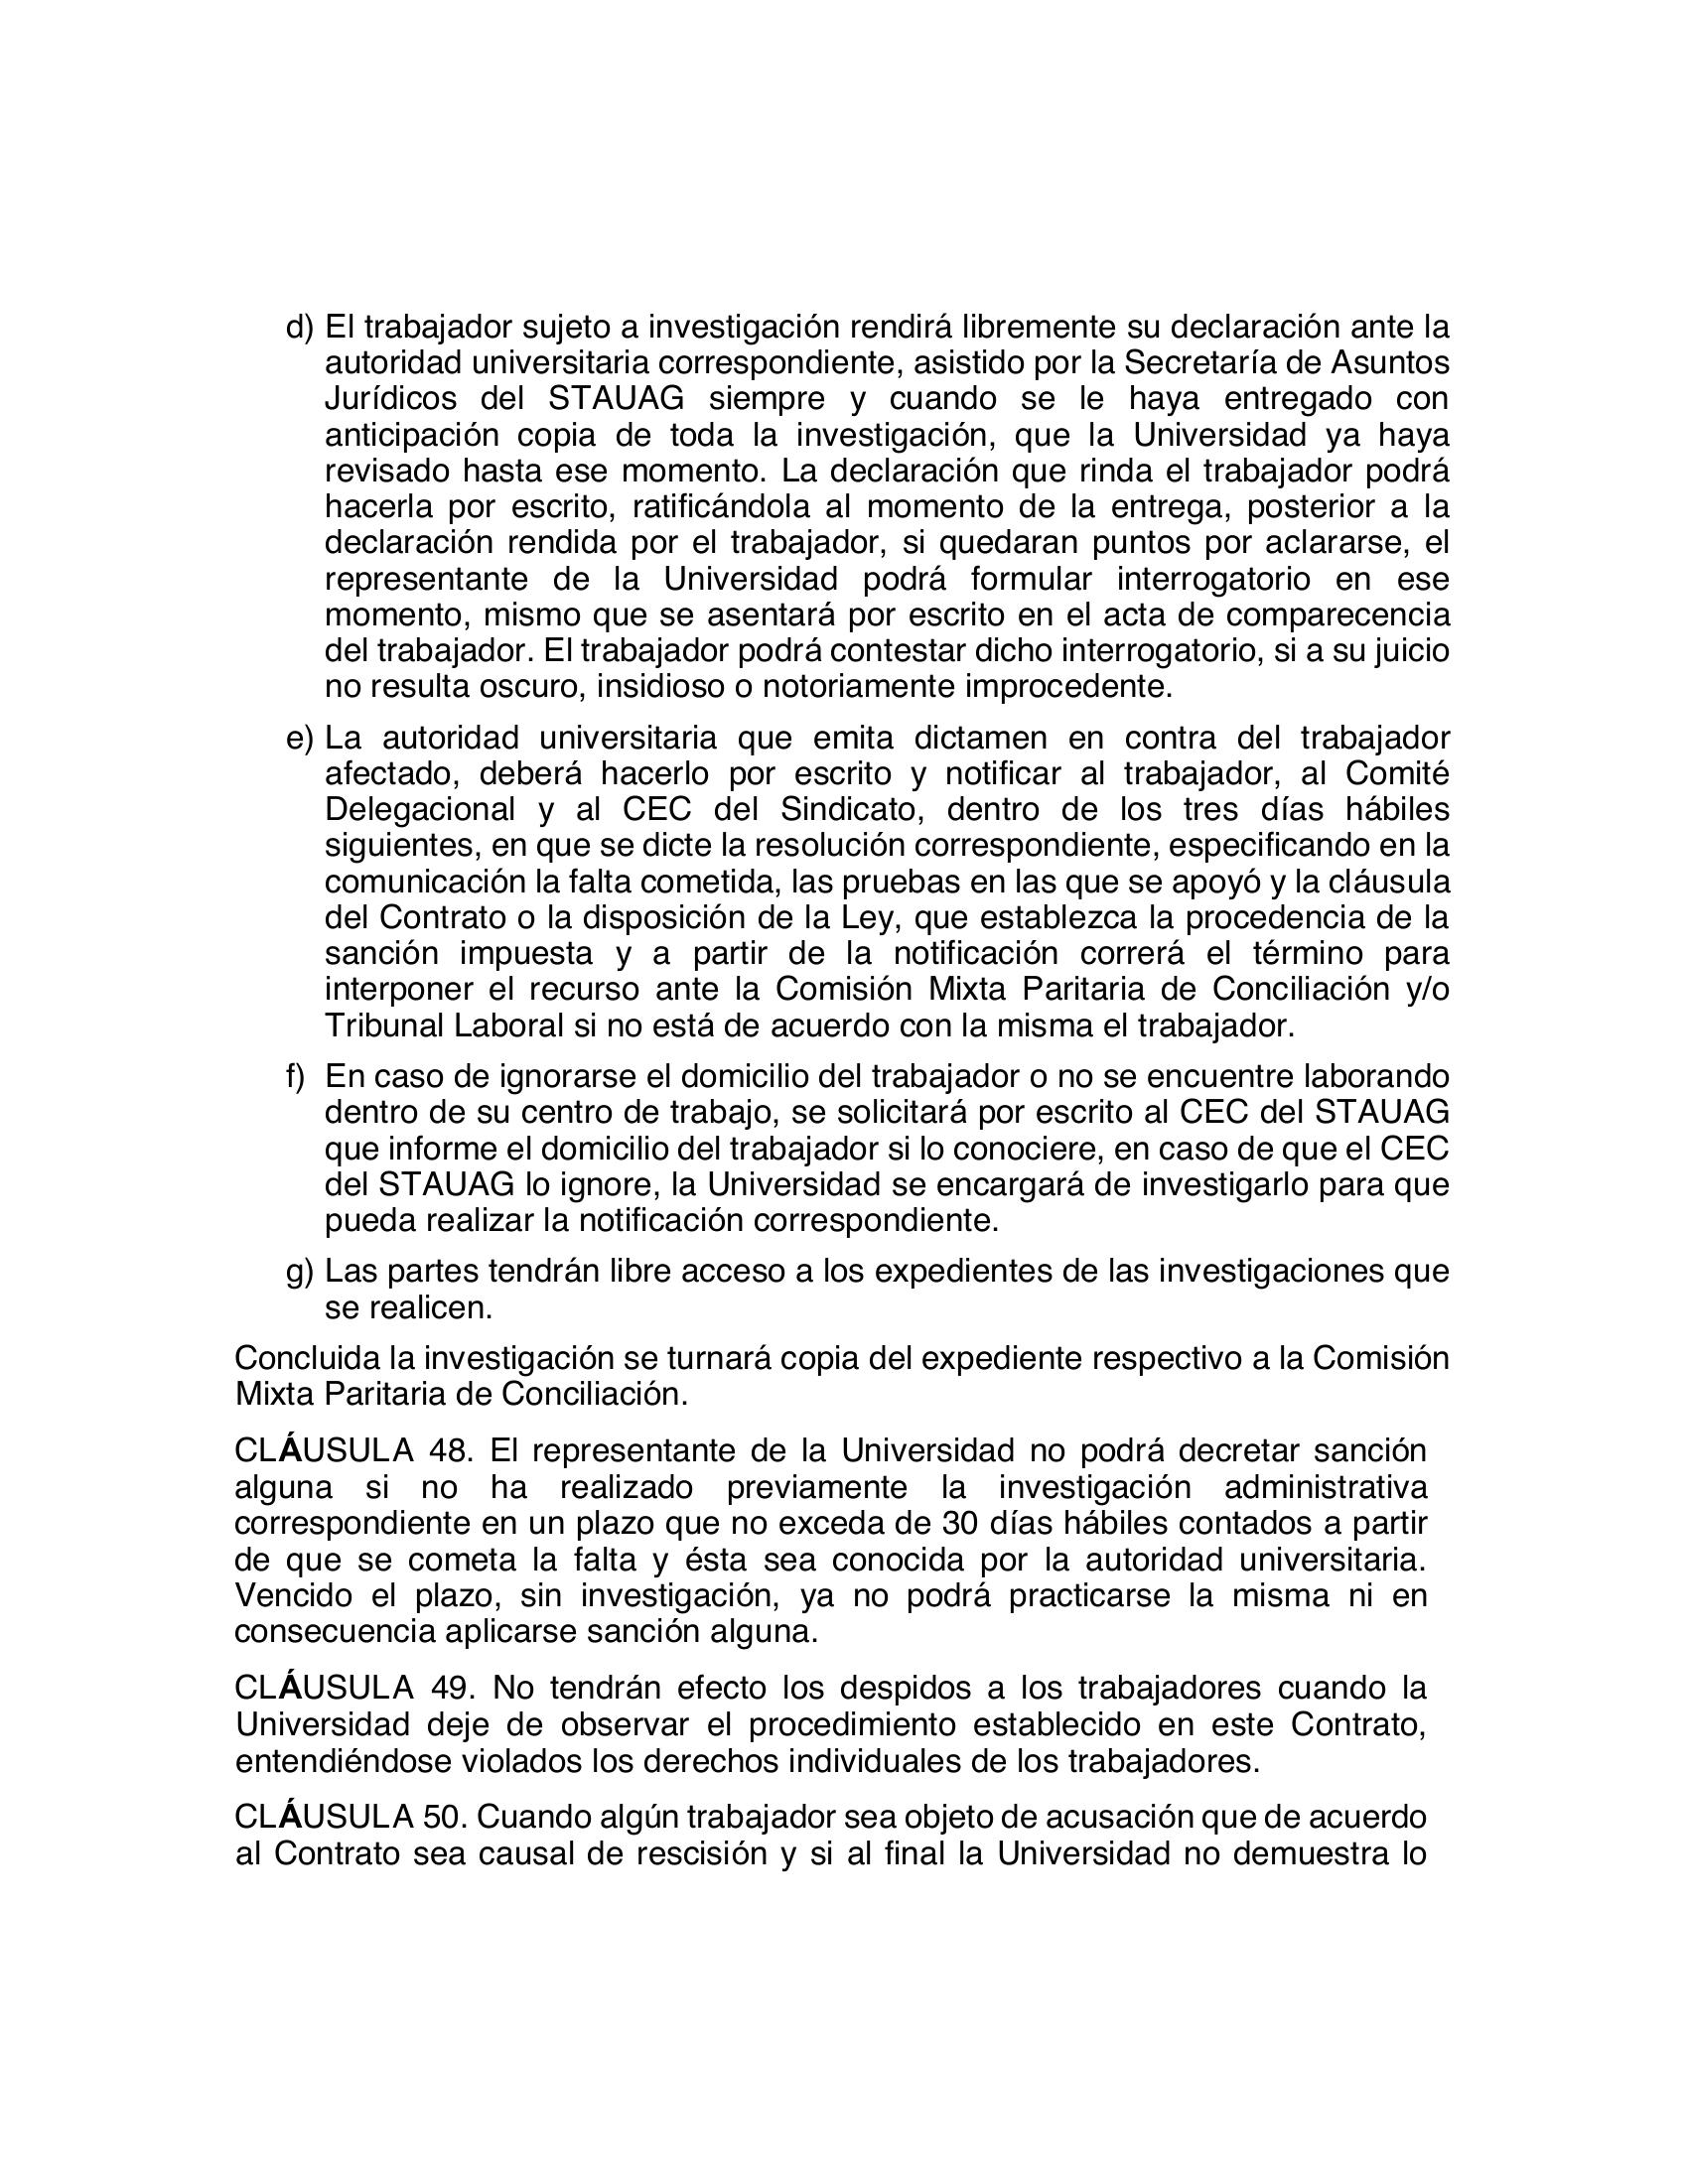 d) El trabajador sujeto a investigación rendirá libremente su declaración ante la
autoridad universitaria correspondiente, asistido por la Secretaría de Asuntos
Jurídicos del STAUAG siempre y cuando se le haya entregado con
anticipación copia de toda la investigación, que la Universidad ya haya
revisado hasta ese momento. La declaración que rinda el trabajador podrá
hacerla por escrito, ratificándola al momento de la entrega, posterior a la
declaración rendida por el trabajador, si quedaran puntos por aclararse, el
representante de la Universidad podrá formular interrogatorio en ese
momento, mismo que se asentará por escrito en el acta de comparecencia
del trabajador. El trabajador podrá contestar dicho interrogatorio, si a su juicio
no resulta oscuro, insidioso o notoriamente improcedente.
e) La autoridad universitaria que emita dictamen en contra del trabajador
afectado, deberá hacerlo por escrito y notificar al trabajador, al Comité
Delegacional y al CEC del Sindicato, dentro de los tres días hábiles
siguientes, en que se dicte la resolución correspondiente, especificando en la
comunicación la falta cometida, las pruebas en las que se apoyó y la cláusula
del Contrato o la disposición de la Ley, que establezca la procedencia de la
sanción impuesta y a partir de la notificación correrá el término para
interponer el recurso ante la Comisión Mixta Paritaria de Conciliación y/o
Tribunal Laboral si no está de acuerdo con la misma el trabajador.
f) En caso de ignorarse el domicilio del trabajador o no se encuentre laborando
dentro de su centro de trabajo, se solicitará por escrito al CEC del STAUAG
que informe el domicilio del trabajador si lo conociere, en caso de que el CEC
del STAUAG lo ignore, la Universidad se encargará de investigarlo para que
pueda realizar la notificación correspondiente.
g) Las partes tendrán libre acceso a los expedientes de las investigaciones que
se realicen.
Concluida la investigación se turnará copia del expediente respectivo a la Comisión
Mixta Paritaria de Conciliación.
CLÁUSULA 48. El representante de la Universidad no podrá decretar sanción
alguna si no ha realizado previamente la investigación administrativa
correspondiente en un plazo que no exceda de 30 días hábiles contados a partir
de que se cometa la falta y ésta sea conocida por la autoridad universitaria.
Vencido el plazo, sin investigación, ya no podrá practicarse la misma ni en
consecuencia aplicarse sanción alguna.
CLÁUSULA 49. No tendrán efecto los despidos a los trabajadores cuando la
Universidad deje de observar el procedimiento establecido en este Contrato,
entendiéndose violados los derechos individuales de los trabajadores.
CLÁUSULA 50. Cuando algún trabajador sea objeto de acusación que de acuerdo
al Contrato sea causal de rescisión y si al final la Universidad no demuestra lo